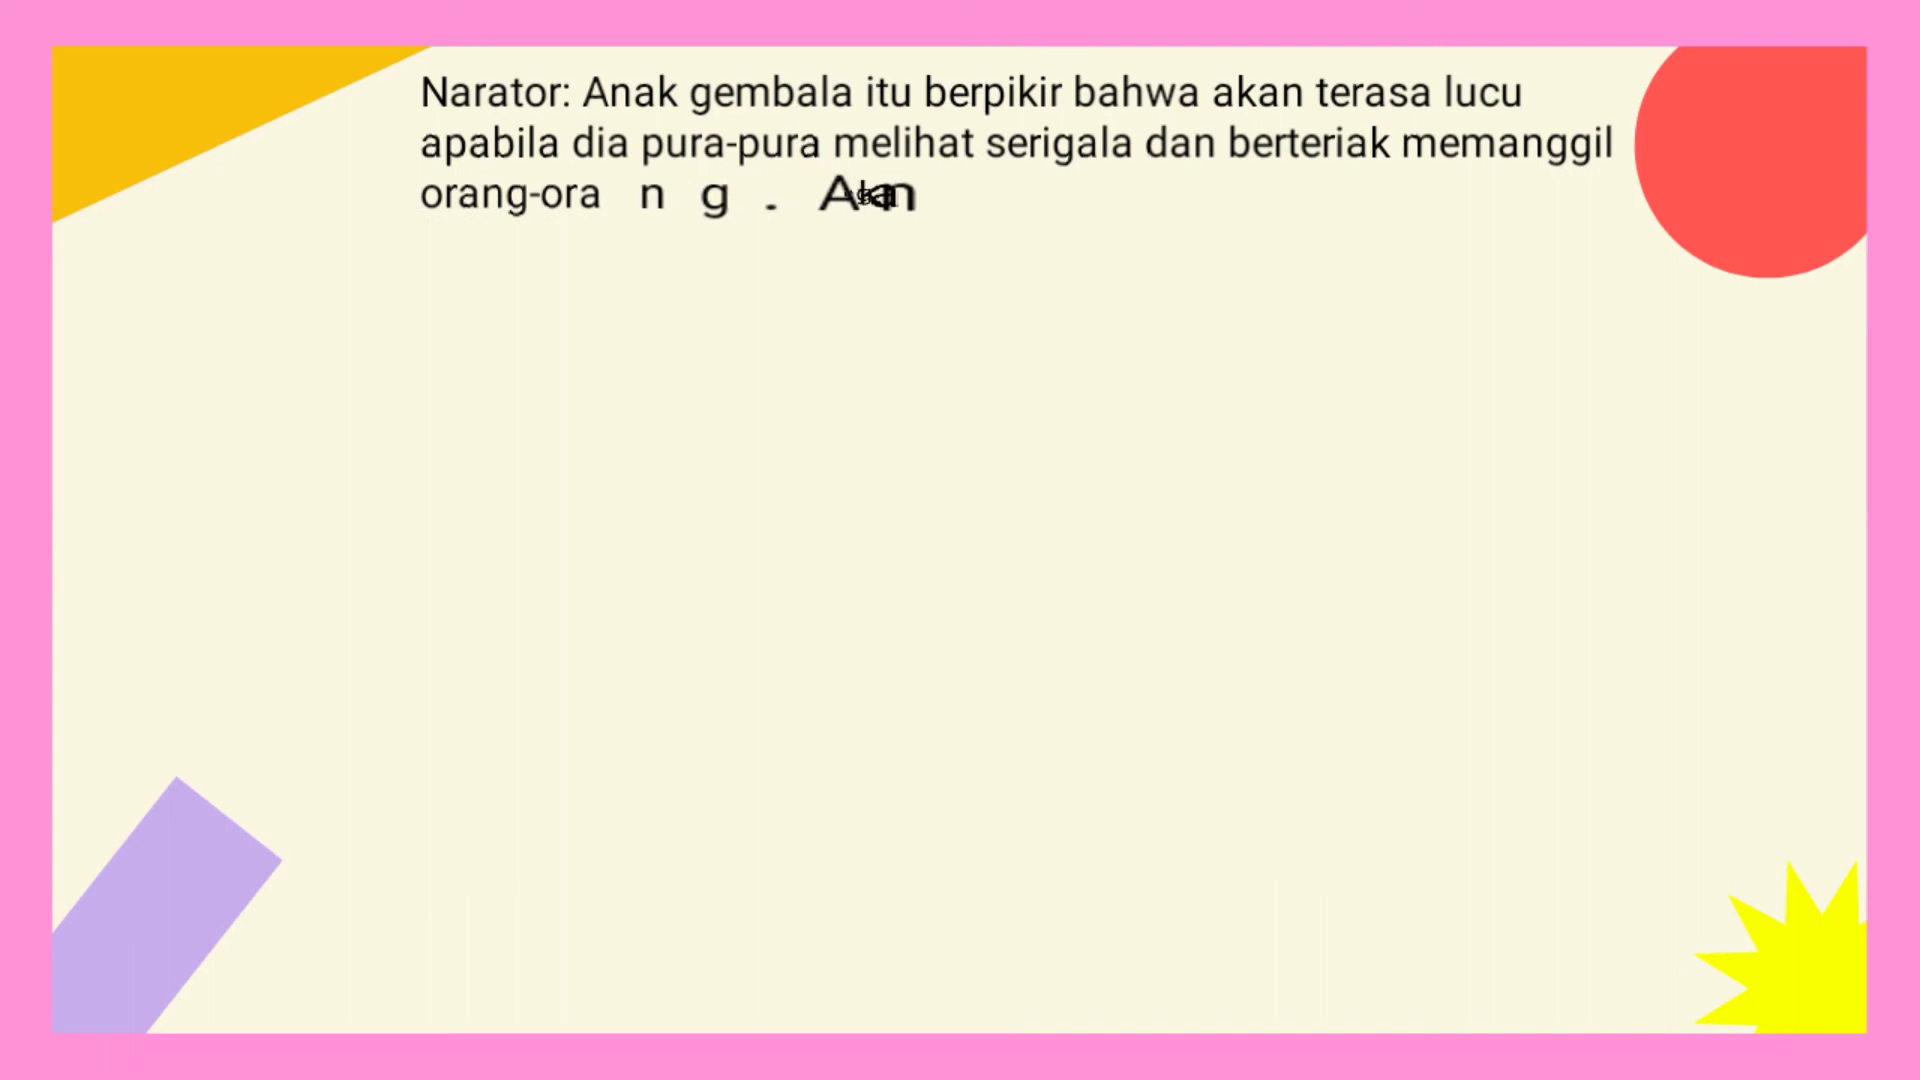 Narator: Anak gembala itu berpikir bahwa akan terasa lucu
apabila dia pura-pura melihat serigala dan berteriak memanggil
orang-ora n g .